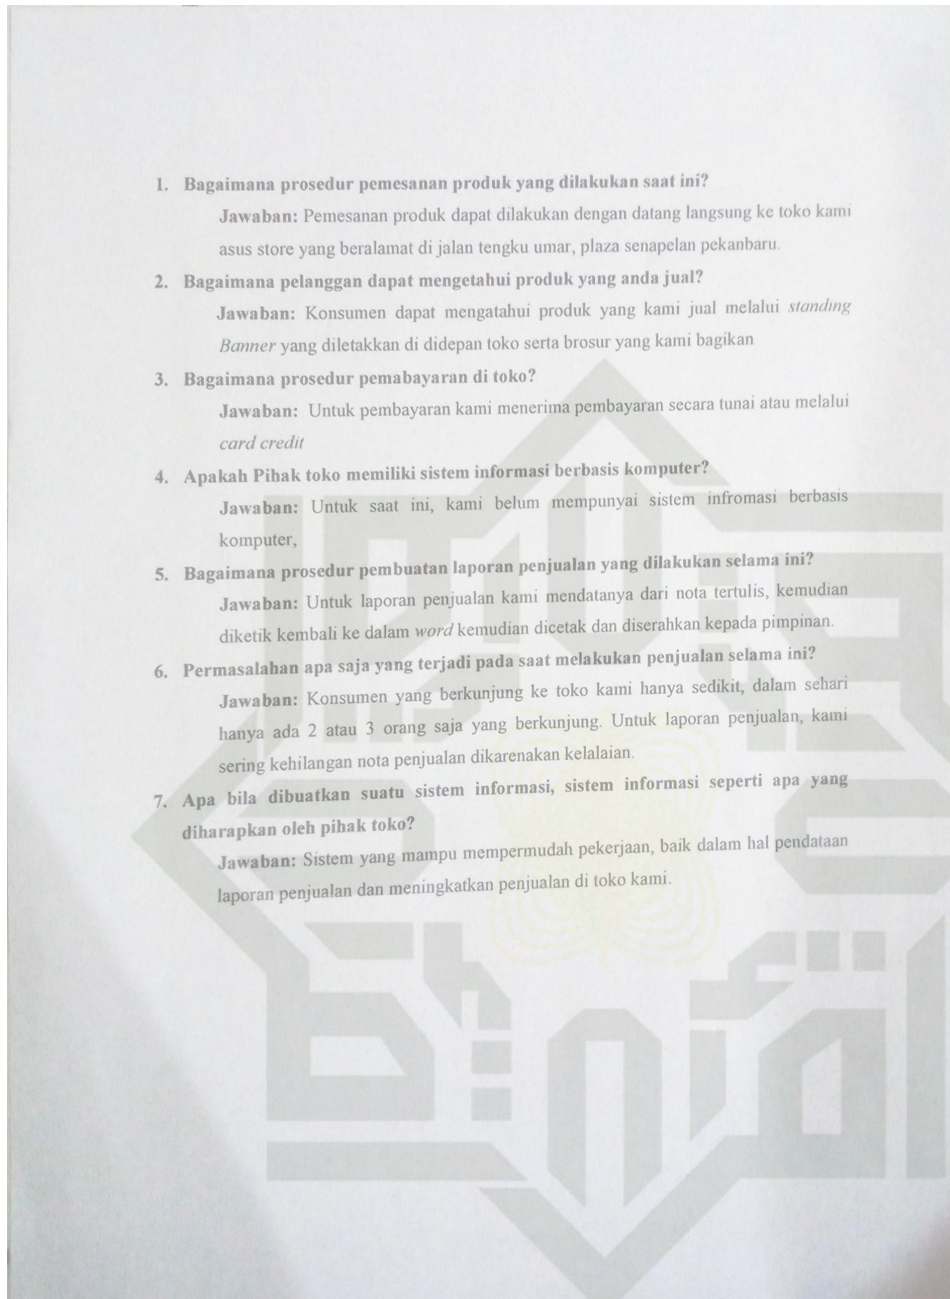 1. Bagaimana prosedur pemesanan produk yang dilakukan saat ini?
Jawaban: Pemesanan produk dapat dilakukan dengan datang langsung ke toko kami
asus store yang beralamat di jalan tengku umar, plaza senapelan pekanbaru.
2. Bagaimana pelanggan dapat mengetahui produk yang anda jual?
Jawaban: Konsumen dapat mengatahui produk yang kami jual melalui standing
Banner yang diletakkan di didepan toko serta brosur yang kami bagikan
3. Bagaimana prosedur pemabayaran di toko?
Jawaban: Untuk pembayaran kami menerima pembayaran secara tunai atau melalui
card credit
4. Apakah Pihak toko memiliki sistem informasi berbasis komputer?
Jawaban: Untuk saat ini, kami belum mempunyai sistem infromasi berbasis
komputer,
5. Bagaimana prosedur pembuatan laporan penjualan yang dilakukan selama ini?
Jawaban: Untuk laporan penjualan kami mendatanya dari nota tertulis, kemudian
diketik kembali ke dalam word kemudian dicetak dan diserahkan kepada pimpinan.
6. Permasalahan apa saja yang terjadi pada saat melakukan penjualan selama ini?
Jawaban: Konsumen yang berkunjung ke toko kami hanya sedikit, dalam sehari
hanya ada 2 atau 3 orang saja yang berkunjung. Untuk laporan penjualan, kami
sering kehilangan nota penjualan dikarenakan kelalaian.
7. Apa bila dibuatkan suatu sistem informasi, sistem informasi seperti apa yang
diharapkan oleh pihak toko?
Jawaban: Sistem yang mampu mempermudah pekerjaan, baik dalam hal pendataan
laporan penjualan dan meningkatkan penjualan di toko kami.